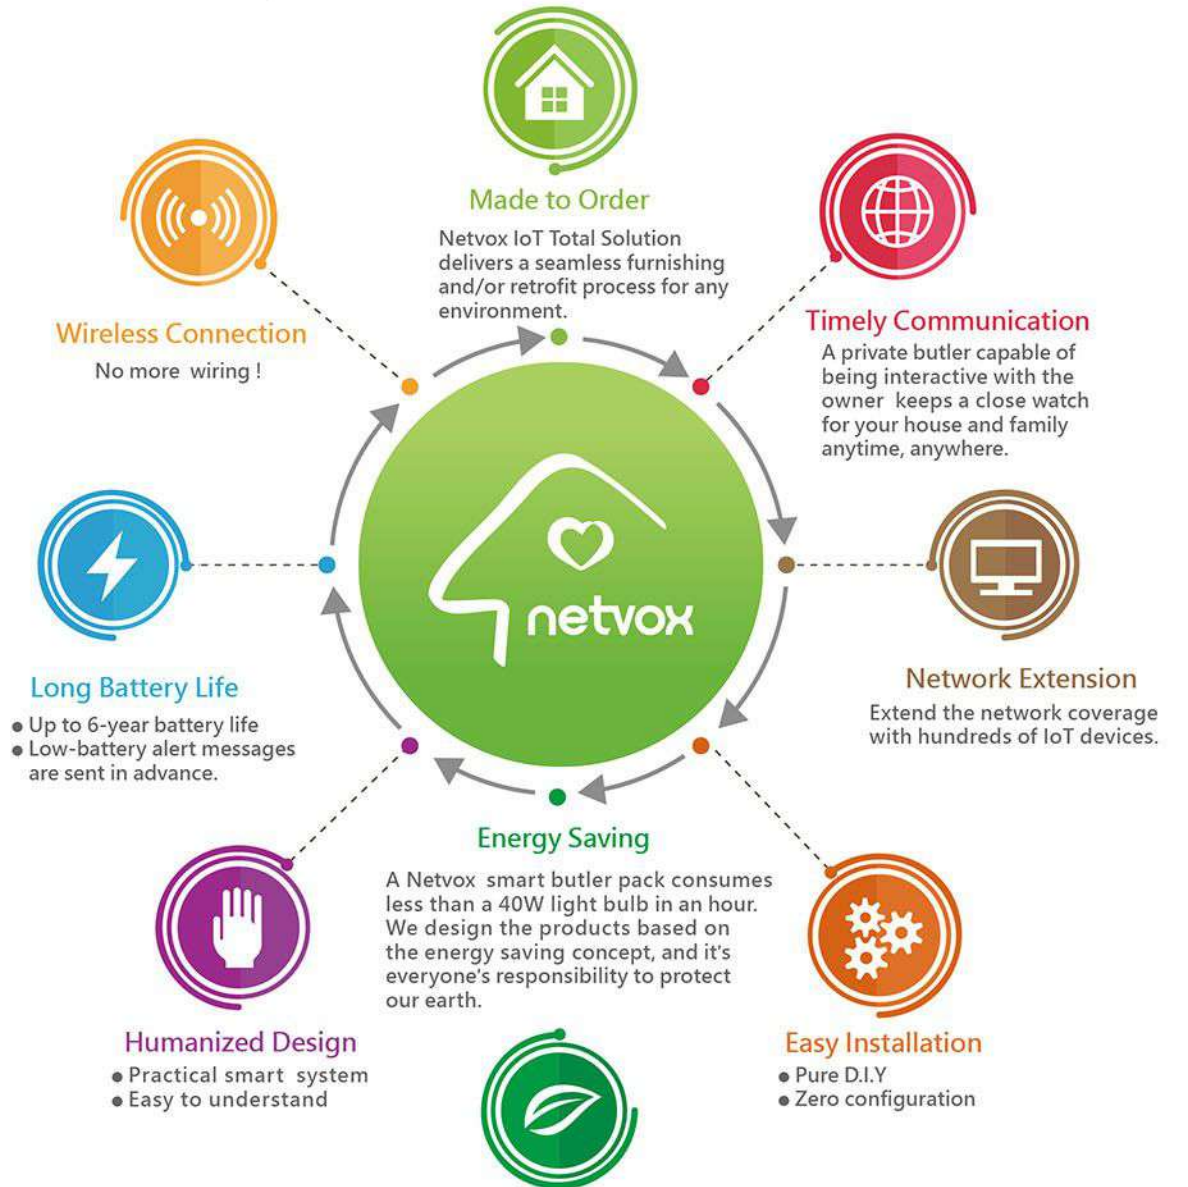 Made to Order
Netvox IoT Total Solution
delivers a seamless furnishing
and/or retrofit process for any
environment.
Timely Communication
A private butler capable of
being interactive with the
owner keeps a close watch
for your house and family
anytime, anywhere.
Network Extension
Extend the network coverage
with hundreds of IoT devices.
Easy Installation
● Pure D.I.Y
● Zero configuration
Energy Saving
A Netvox smart butler pack consumes
less than a 40W light bulb in an hour.
We design the products based on
the energy saving concept, and it's
everyone's responsibility to protect
our earth.
Humanized Design
● Practical smart system
● Easy to understand
Long Battery Life
● Up to 6-year battery life
● Low-battery alert messages
are sent in advance.
Wireless Connection
No more wiring !
netvox